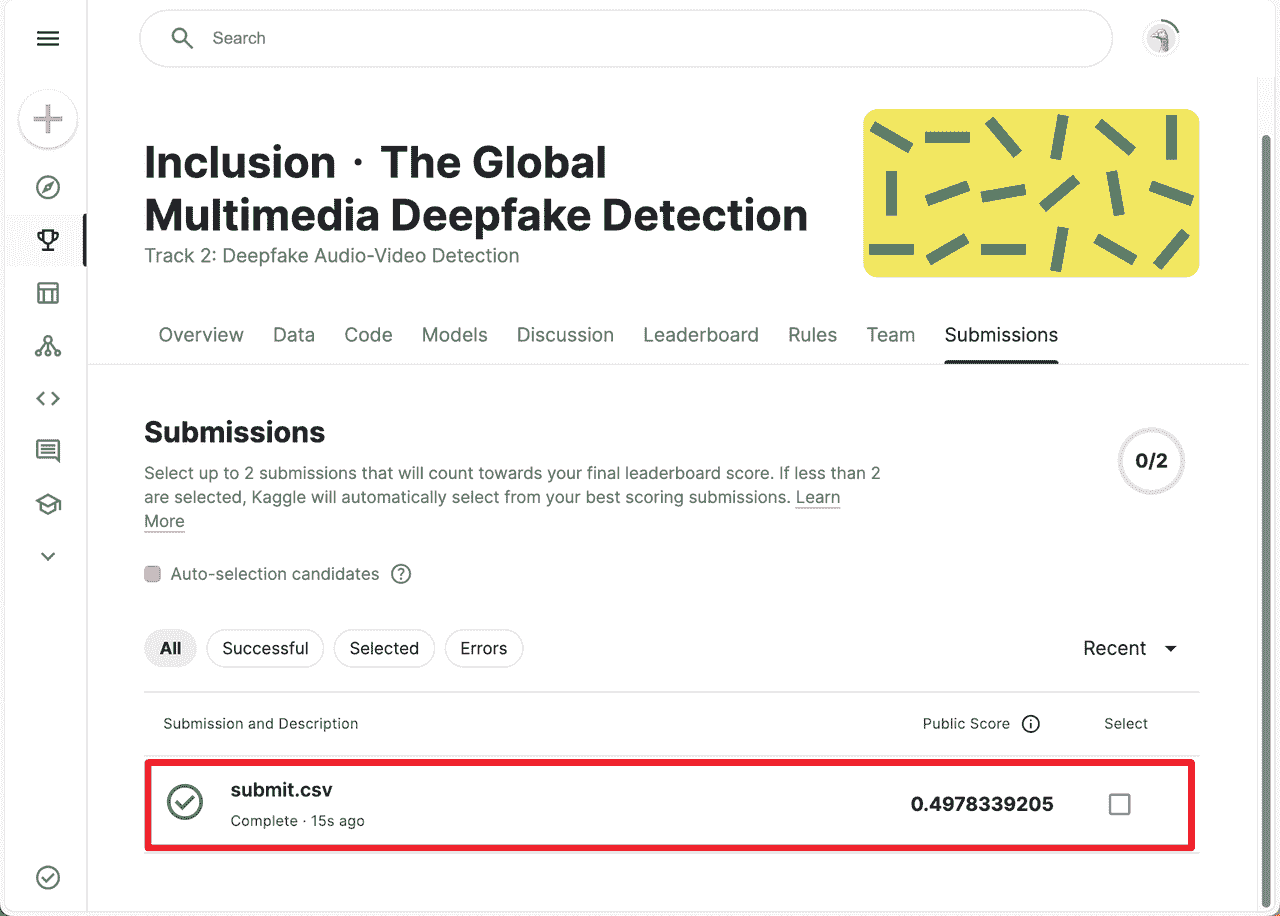 Search
Inclusion · The Global
Multimedia Deepfake Detection
Track 2: Deepfake Audio-Video Detection
Overview Data Code Models Discussion Leaderboard Rules Team Submissions
Submissions
Select up to 2 submissions that will count towards your final leaderboard score. If less than 2
are selected, Kaggle will automatically select from your best scoring submissions. Learn
More
0/2
Auto-selection candidates
All Successful Selected Errors Recent
Submission and Description Public Score Select
submit.csv
Complete · 15s ago
0.4978339205